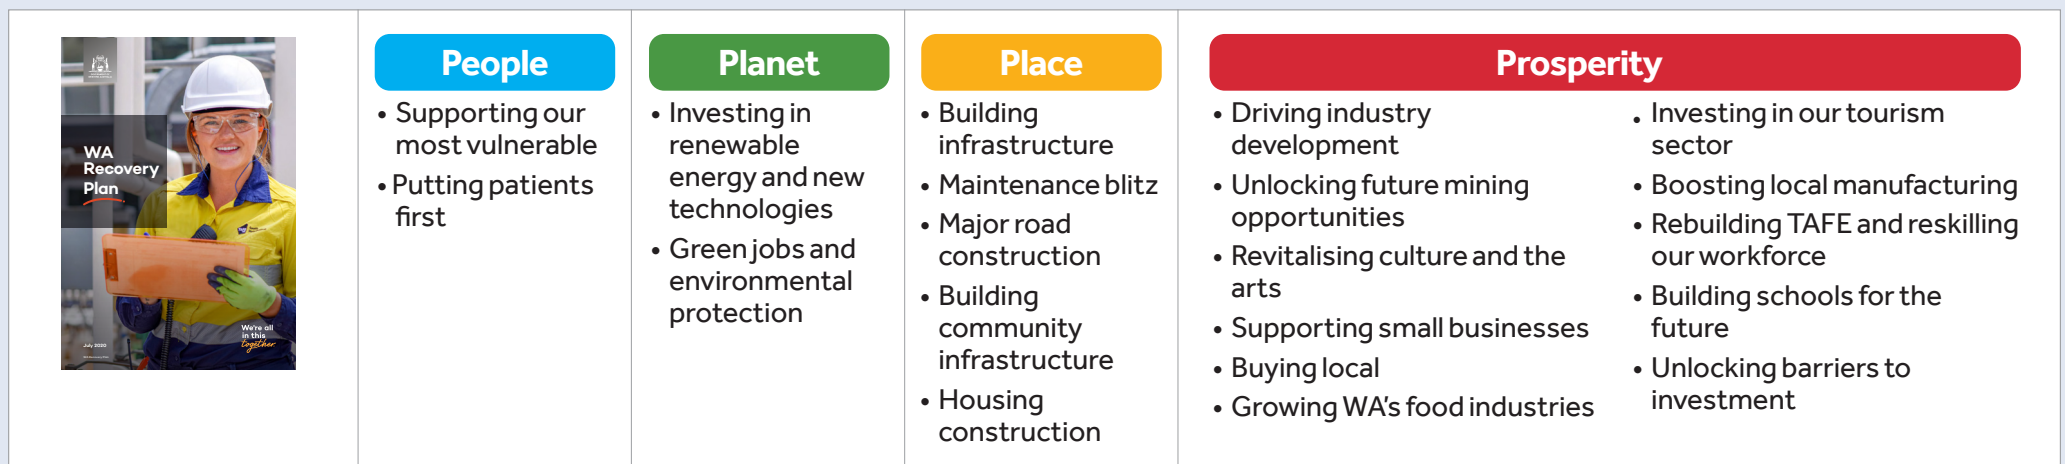 WA
Recovery
Plan
July 2020
We're all
in this
together.
People
• Supporting our
most vulnerable
• Putting patients
first
Planet
• Investing in
renewable
energy and new
technologies
• Green jobs and
environmental
protection
Place
• Building
infrastructure
• Maintenance blitz
• Major road
construction
• Building
community
infrastructure
• Housing
construction
Prosperity
• Driving industry
development
• Unlocking future mining
opportunities
• Revitalising culture and the
arts
• Supporting small businesses
• Buying local
• Growing WA's food industries
• Investing in our tourism
sector
• Boosting local manufacturing
• Rebuilding TAFE and reskilling
our workforce
• Building schools for the
future
• Unlocking barriers to
investment